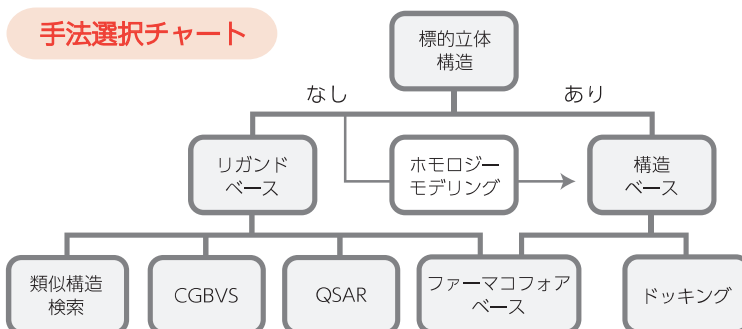 手法選択チャート
標的立体
構造
なし
あり
リガンド
ベース
ホモロジー
モデリング
構造
ベース
類似構造
検索
CGBVS
QSAR
ファーマコフォア
ベース
ドッキング